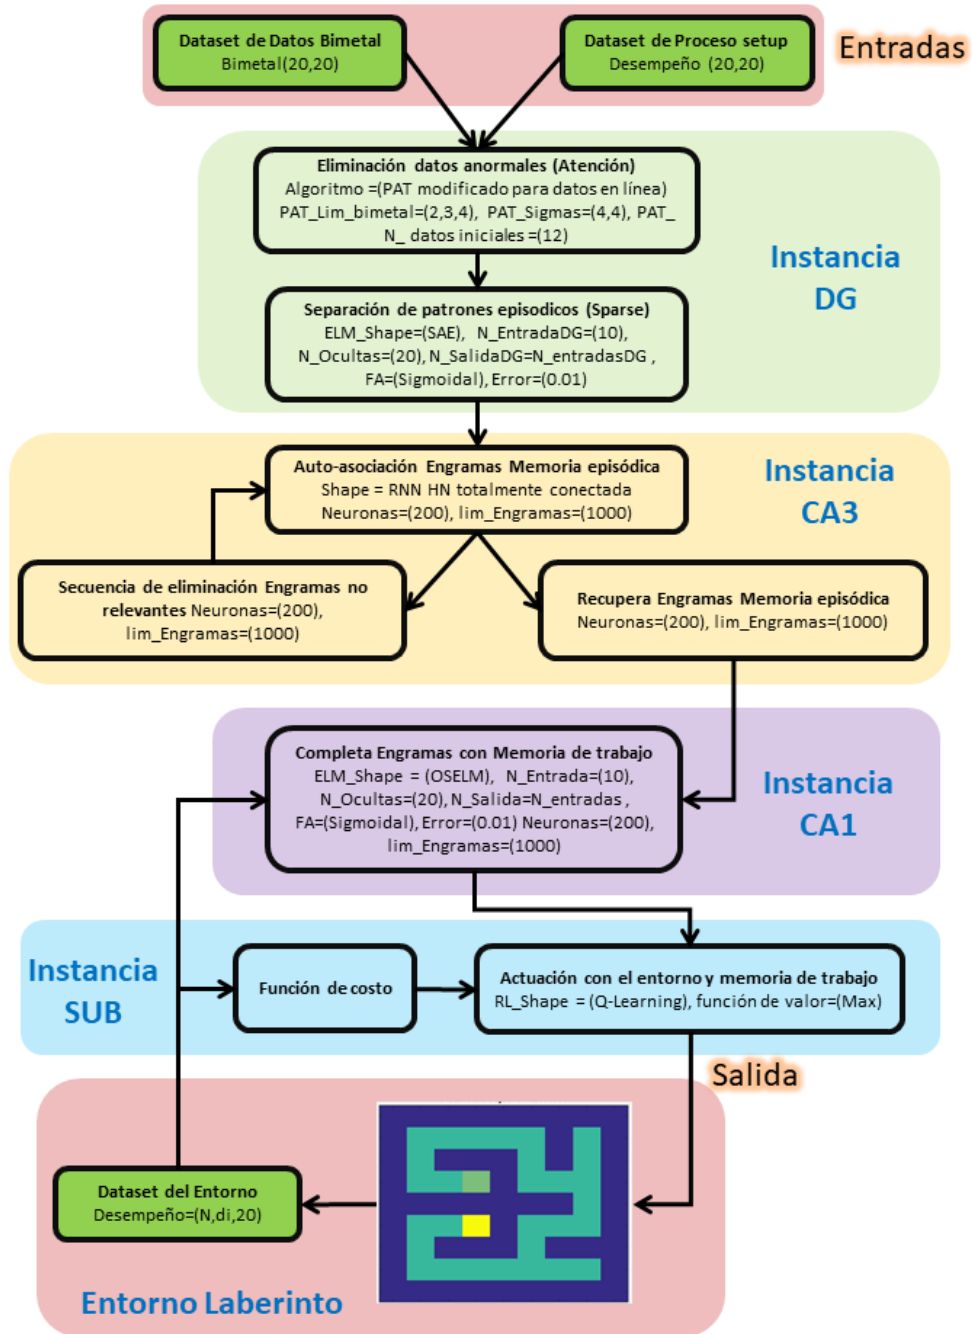 Dataset de Datos Bimetal
Bimetal(20,20)
Dataset de Proceso setup
Desempeño (20,20)
Entradas
Eliminación datos anormales (Atención)
Algoritmo =(PAT modificado para datos en línea)
PAT_Lim_bimetal=(2,3,4), PAT_Sigmas=(4,4), PAT_
N_ datos iniciales =(12)
Instancia
DG
Separación de patrones episodicos (Sparse)
ELM_Shape=(SAE), N_EntradaDG=(10),
N_Ocultas=(20), N_SalidaDG=N_entradasDG ,
FA=(Sigmoidal), Error=(0.01)
Auto-asociación Engramas Memoria episódica
Shape = RNN HN totalmente conectada
Neuronas=(200), lim_Engramas=(1000)
Instancia
CA3
Secuencia de eliminación Engramas no
relevantes Neuronas=(200),
lim_Engramas=(1000)
Recupera Engramas Memoria episódica
Neuronas=(200), lim_Engramas=(1000)
Completa Engramas con Memoria de trabajo
ELM_Shape = (OSELM), N_Entrada=(10),
N_Ocultas=(20), N_Salida=N_entradas ,
FA=(Sigmoidal), Error=(0.01) Neuronas=(200),
lim_Engramas=(1000)
Instancia
CA1
Instancia
SUB
Función de costo
Actuación con el entorno y memoria de trabajo
RL_Shape = (Q-Learning), función de valor=(Max)
Salida
Dataset del Entorno
Desempeño=(N,di,20)
Entorno Laberinto